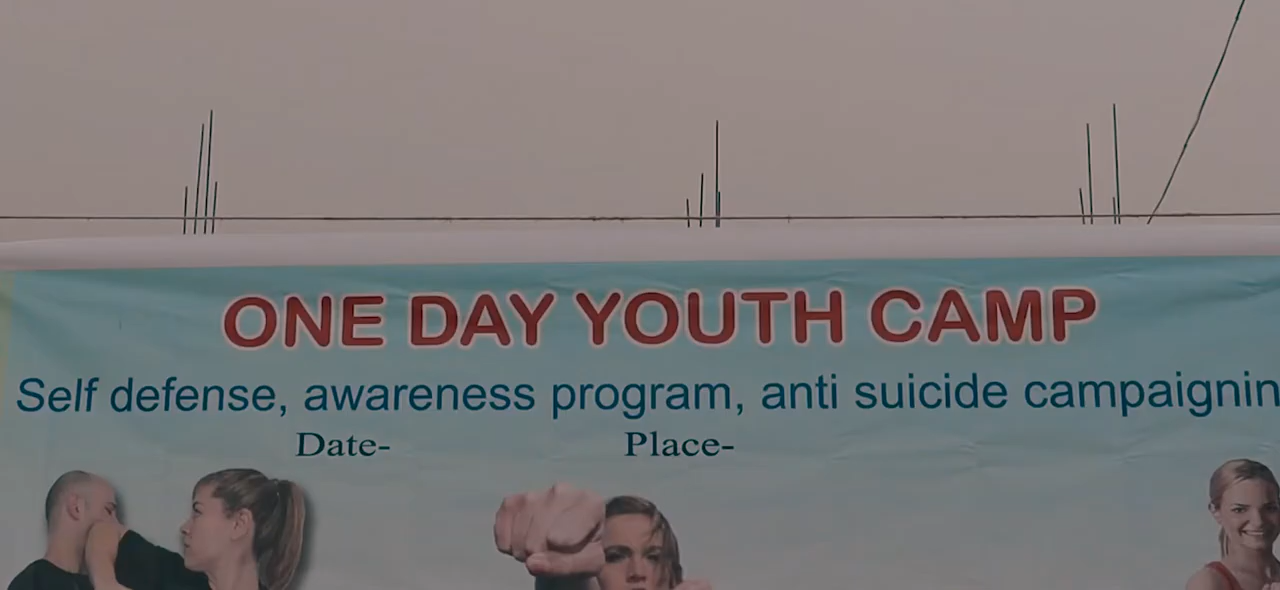 ONE DAY YOUTH CAMP
Self defense, awareness program, anti suicide campaignin
Date-
Place-